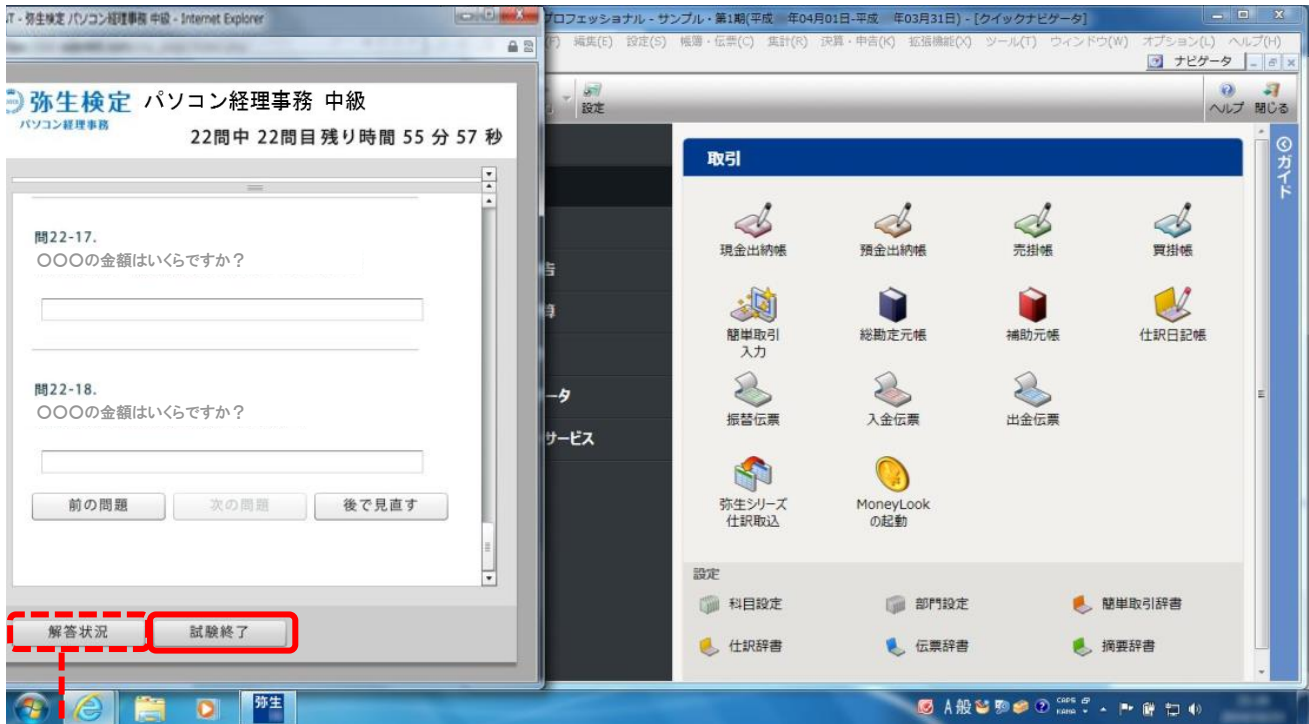 T - 弥生検定 パソコン経理事務 中級 - Internet Explorer
弥生検定 パソコン経理事務 中級
パソコン経理事務
22問中 22問目 残り時間 55 分 57 秒
問22-17.
○○○の金額はいくらですか?
問22-18.
○○○の金額はいくらですか?
前の問題 次の問題 後で見直す
解答状況 試験終了
プロフェッショナル - サンプル・第1期(平成 年04月01日-平成 年03月31日) - [クイックナビゲータ]
(F) 編集(E) 設定(S) 帳簿・伝票(C) 集計(R) 決算・申告(K) 拡張機能(X) ツール(T) ウィンドウ(W) オプション(L) ヘルプ(H)
ナビゲータ
設定 ヘルプ 閉じる
ガイド
告
算
ータ
サービス
取引
現金出納帳 預金出納帳 売掛帳 買掛帳
簡単取引 総勘定元帳 補助元帳 仕訳日記帳
入力
振替伝票 入金伝票 出金伝票
弥生シリーズ MoneyLook
仕訳取込 の起動
設定
科目設定 部門設定 簡単取引辞書
仕訳辞書 伝票辞書 摘要辞書
弥生
A 般 CAPS KANA